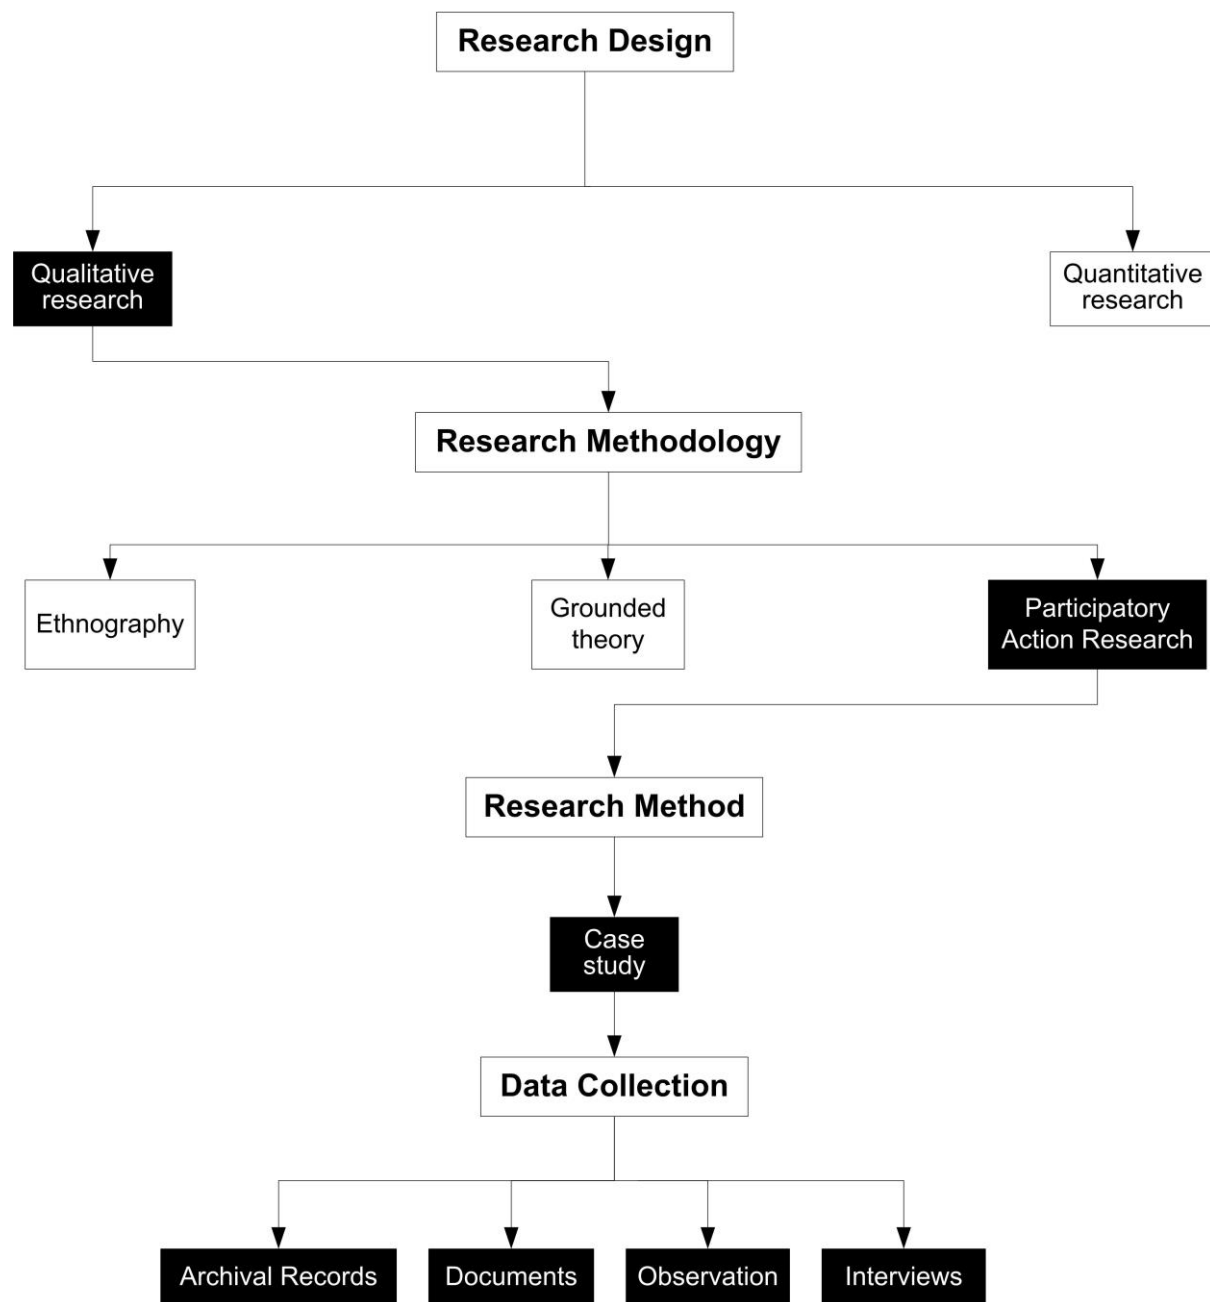 Research Design
Qualitative
research
Quantitative
research
Research Methodology
Ethnography
Grounded
theory
Participatory
Action Research
Research Method
Case
study
Data Collection
Archival Records
Documents
Observation
Interviews